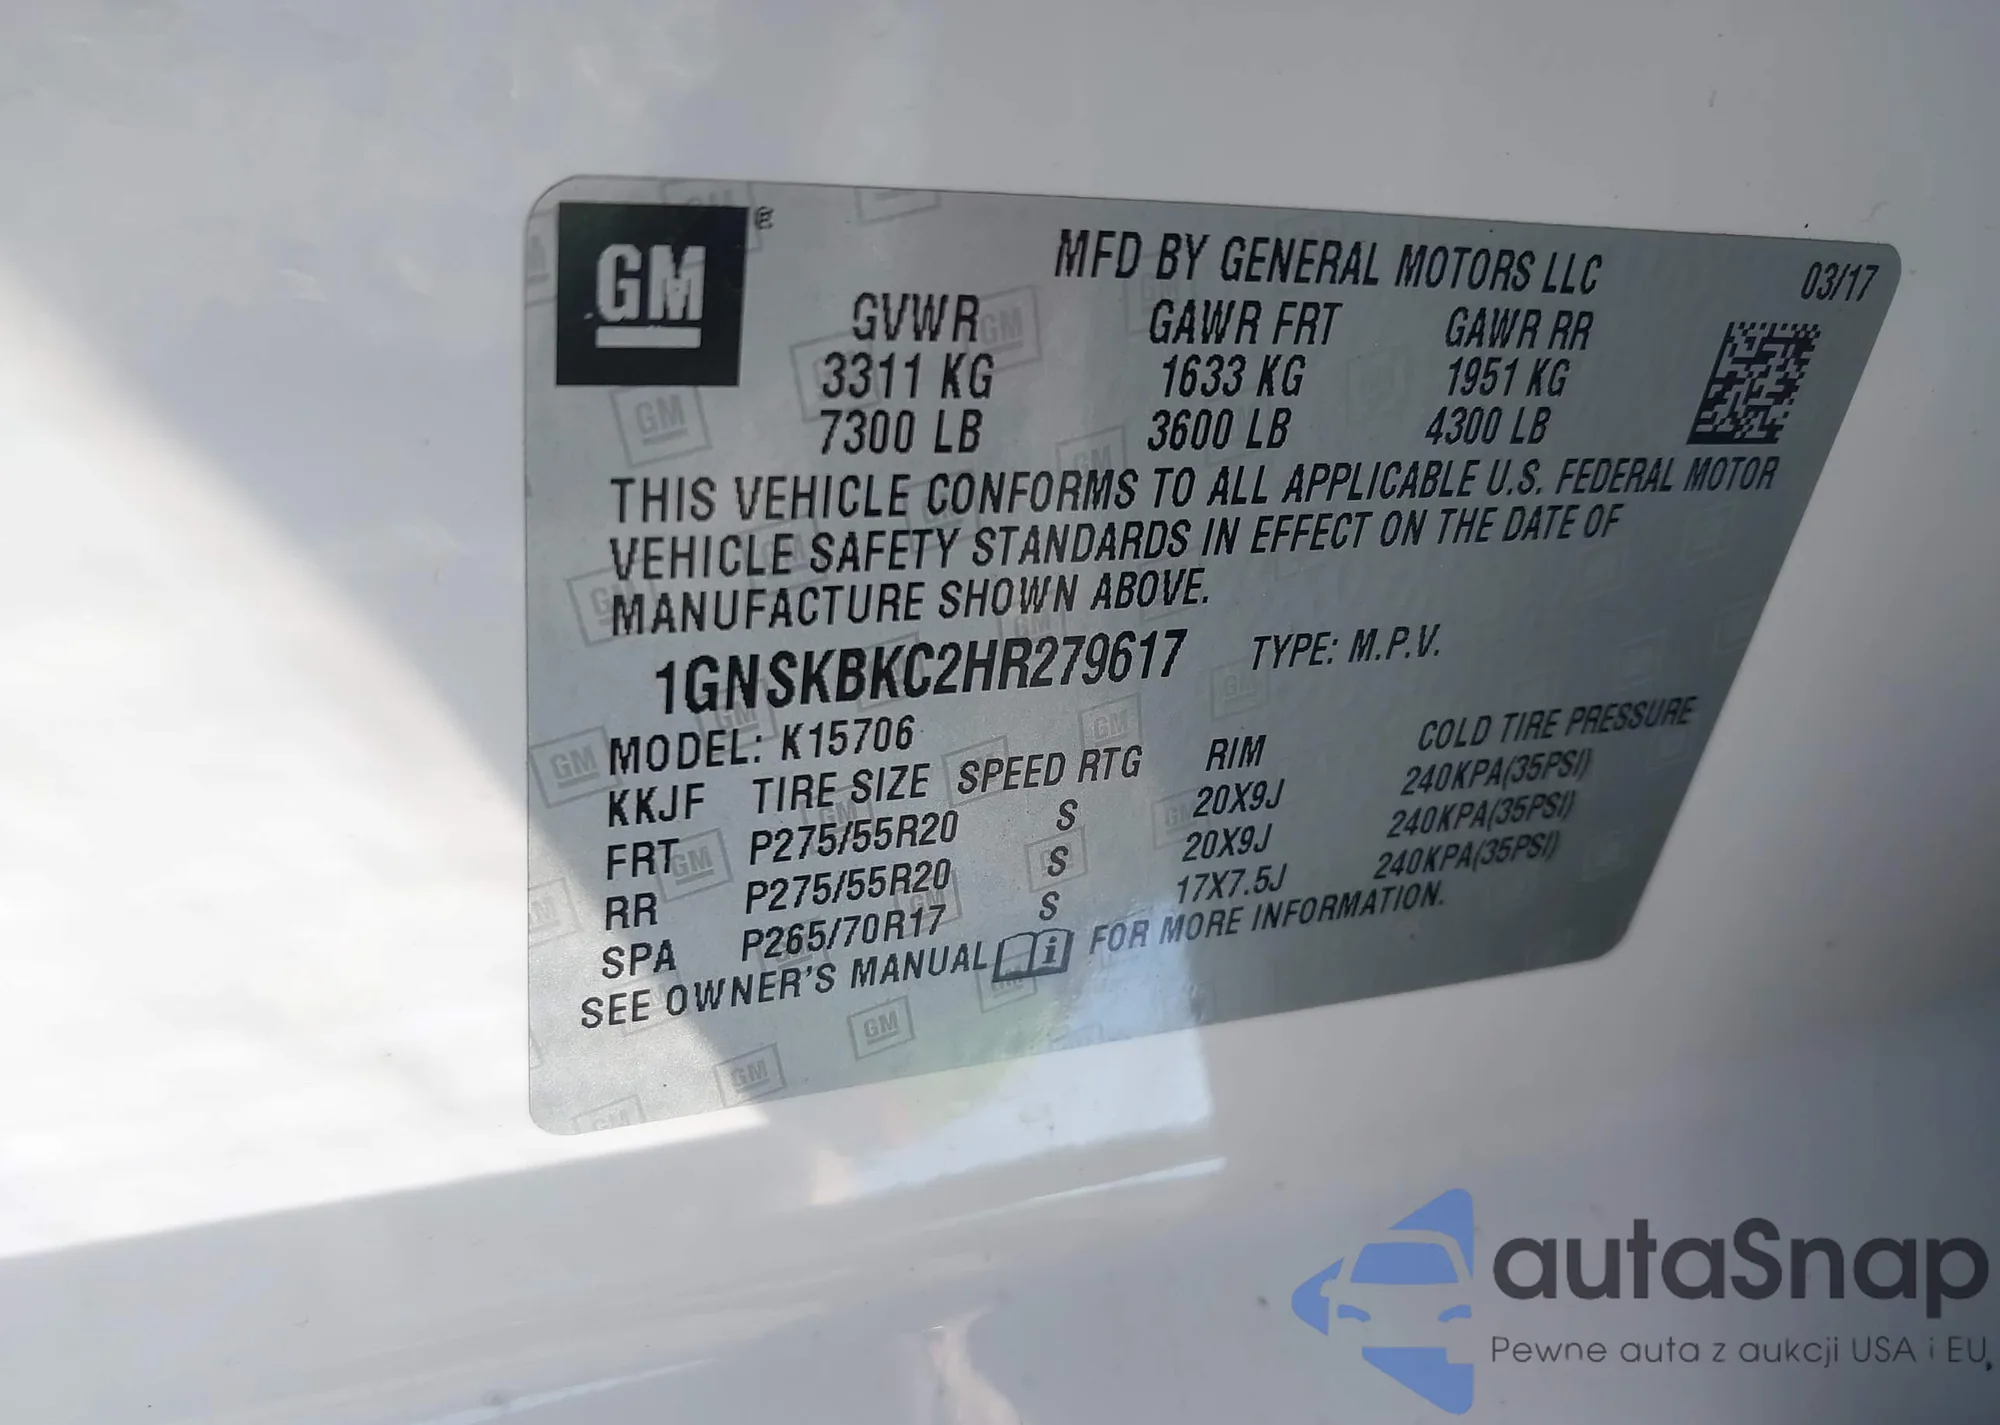 GM
MFD BY GENERAL MOTORS LLC 03/17
GVWR GAWR FRT GAWR RR
3311 KG 1633 KG 1951 KG
7300 LB 3600 LB 4300 LB
THIS VEHICLE CONFORMS TO ALL APPLICABLE U.S. FEDERAL MOTOR
VEHICLE SAFETY STANDARDS IN EFFECT ON THE DATE OF
MANUFACTURE SHOWN ABOVE.
1GNSKBKC2HR279617 TYPE: M.P.V.
MODEL: K15706
KKJF TIRE SIZE SPEED RTG RIM COLD TIRE PRESSURE
FRT P275/55R20 S 20X9J 240KPA(35PSI)
RR P275/55R20 S 20X9J 240KPA(35PSI)
SPA P265/70R17 S 17X7.5J 240KPA(35PSI)
SEE OWNER'S MANUAL i FOR MORE INFORMATION.
autaSnap
Pewne auta z aukcji USA i EU,